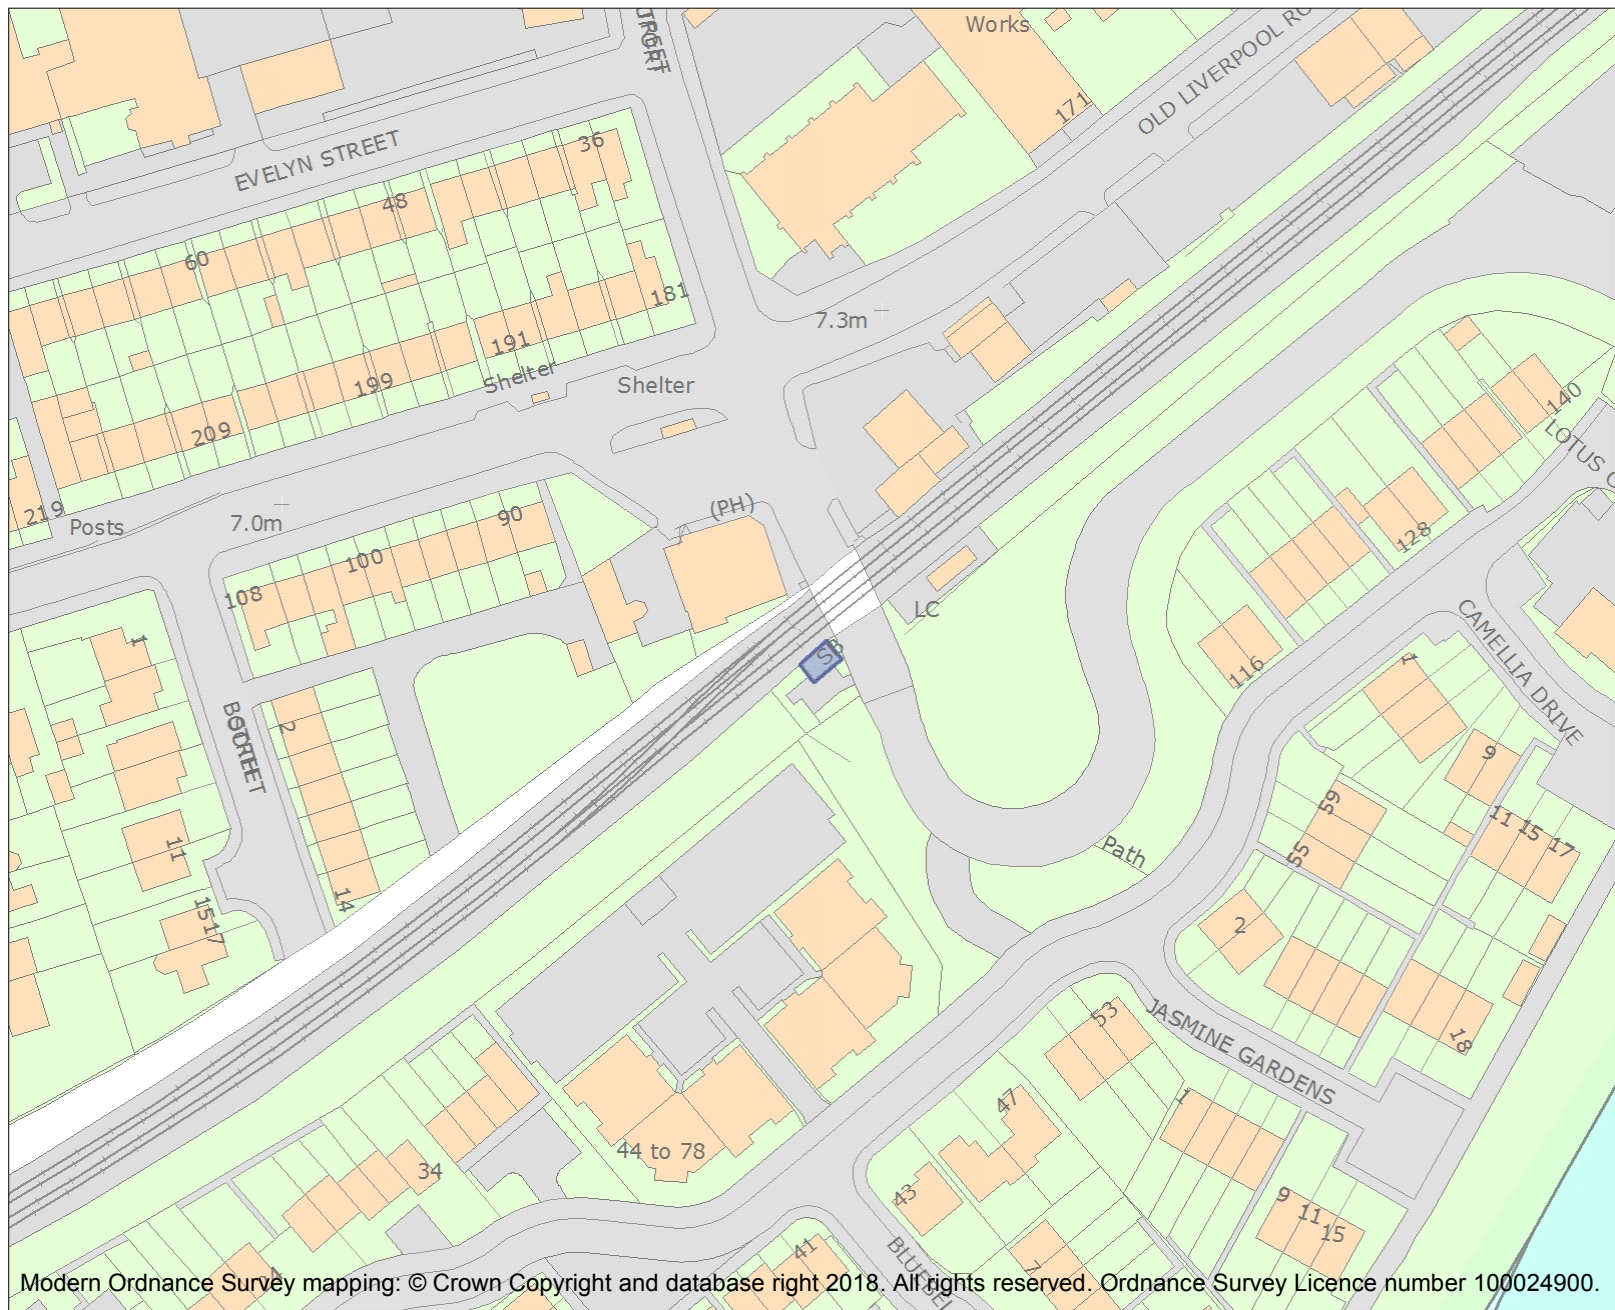 Works
171
OLD LIVERPOOL RO
EVELYN STREET
36
48
60
181
191
199
209
219
7.3m
Shelter
Shelter
Posts
7.0m
(PH)
90
100
108
LC
SB
140
LOTUS C
128
116
CAMELLIA DRIVE
1
1
2
STREET
11
14
1517
9
59
55
11 15 17
Path
2
53
JASMINE GARDENS
18
47
1
44 to 78
34
43
9
11
15
41
7
BLUEBEL
Modern Ordnance Survey mapping: © Crown Copyright and database right 2018. All rights reserved. Ordnance Survey Licence number 100024900.